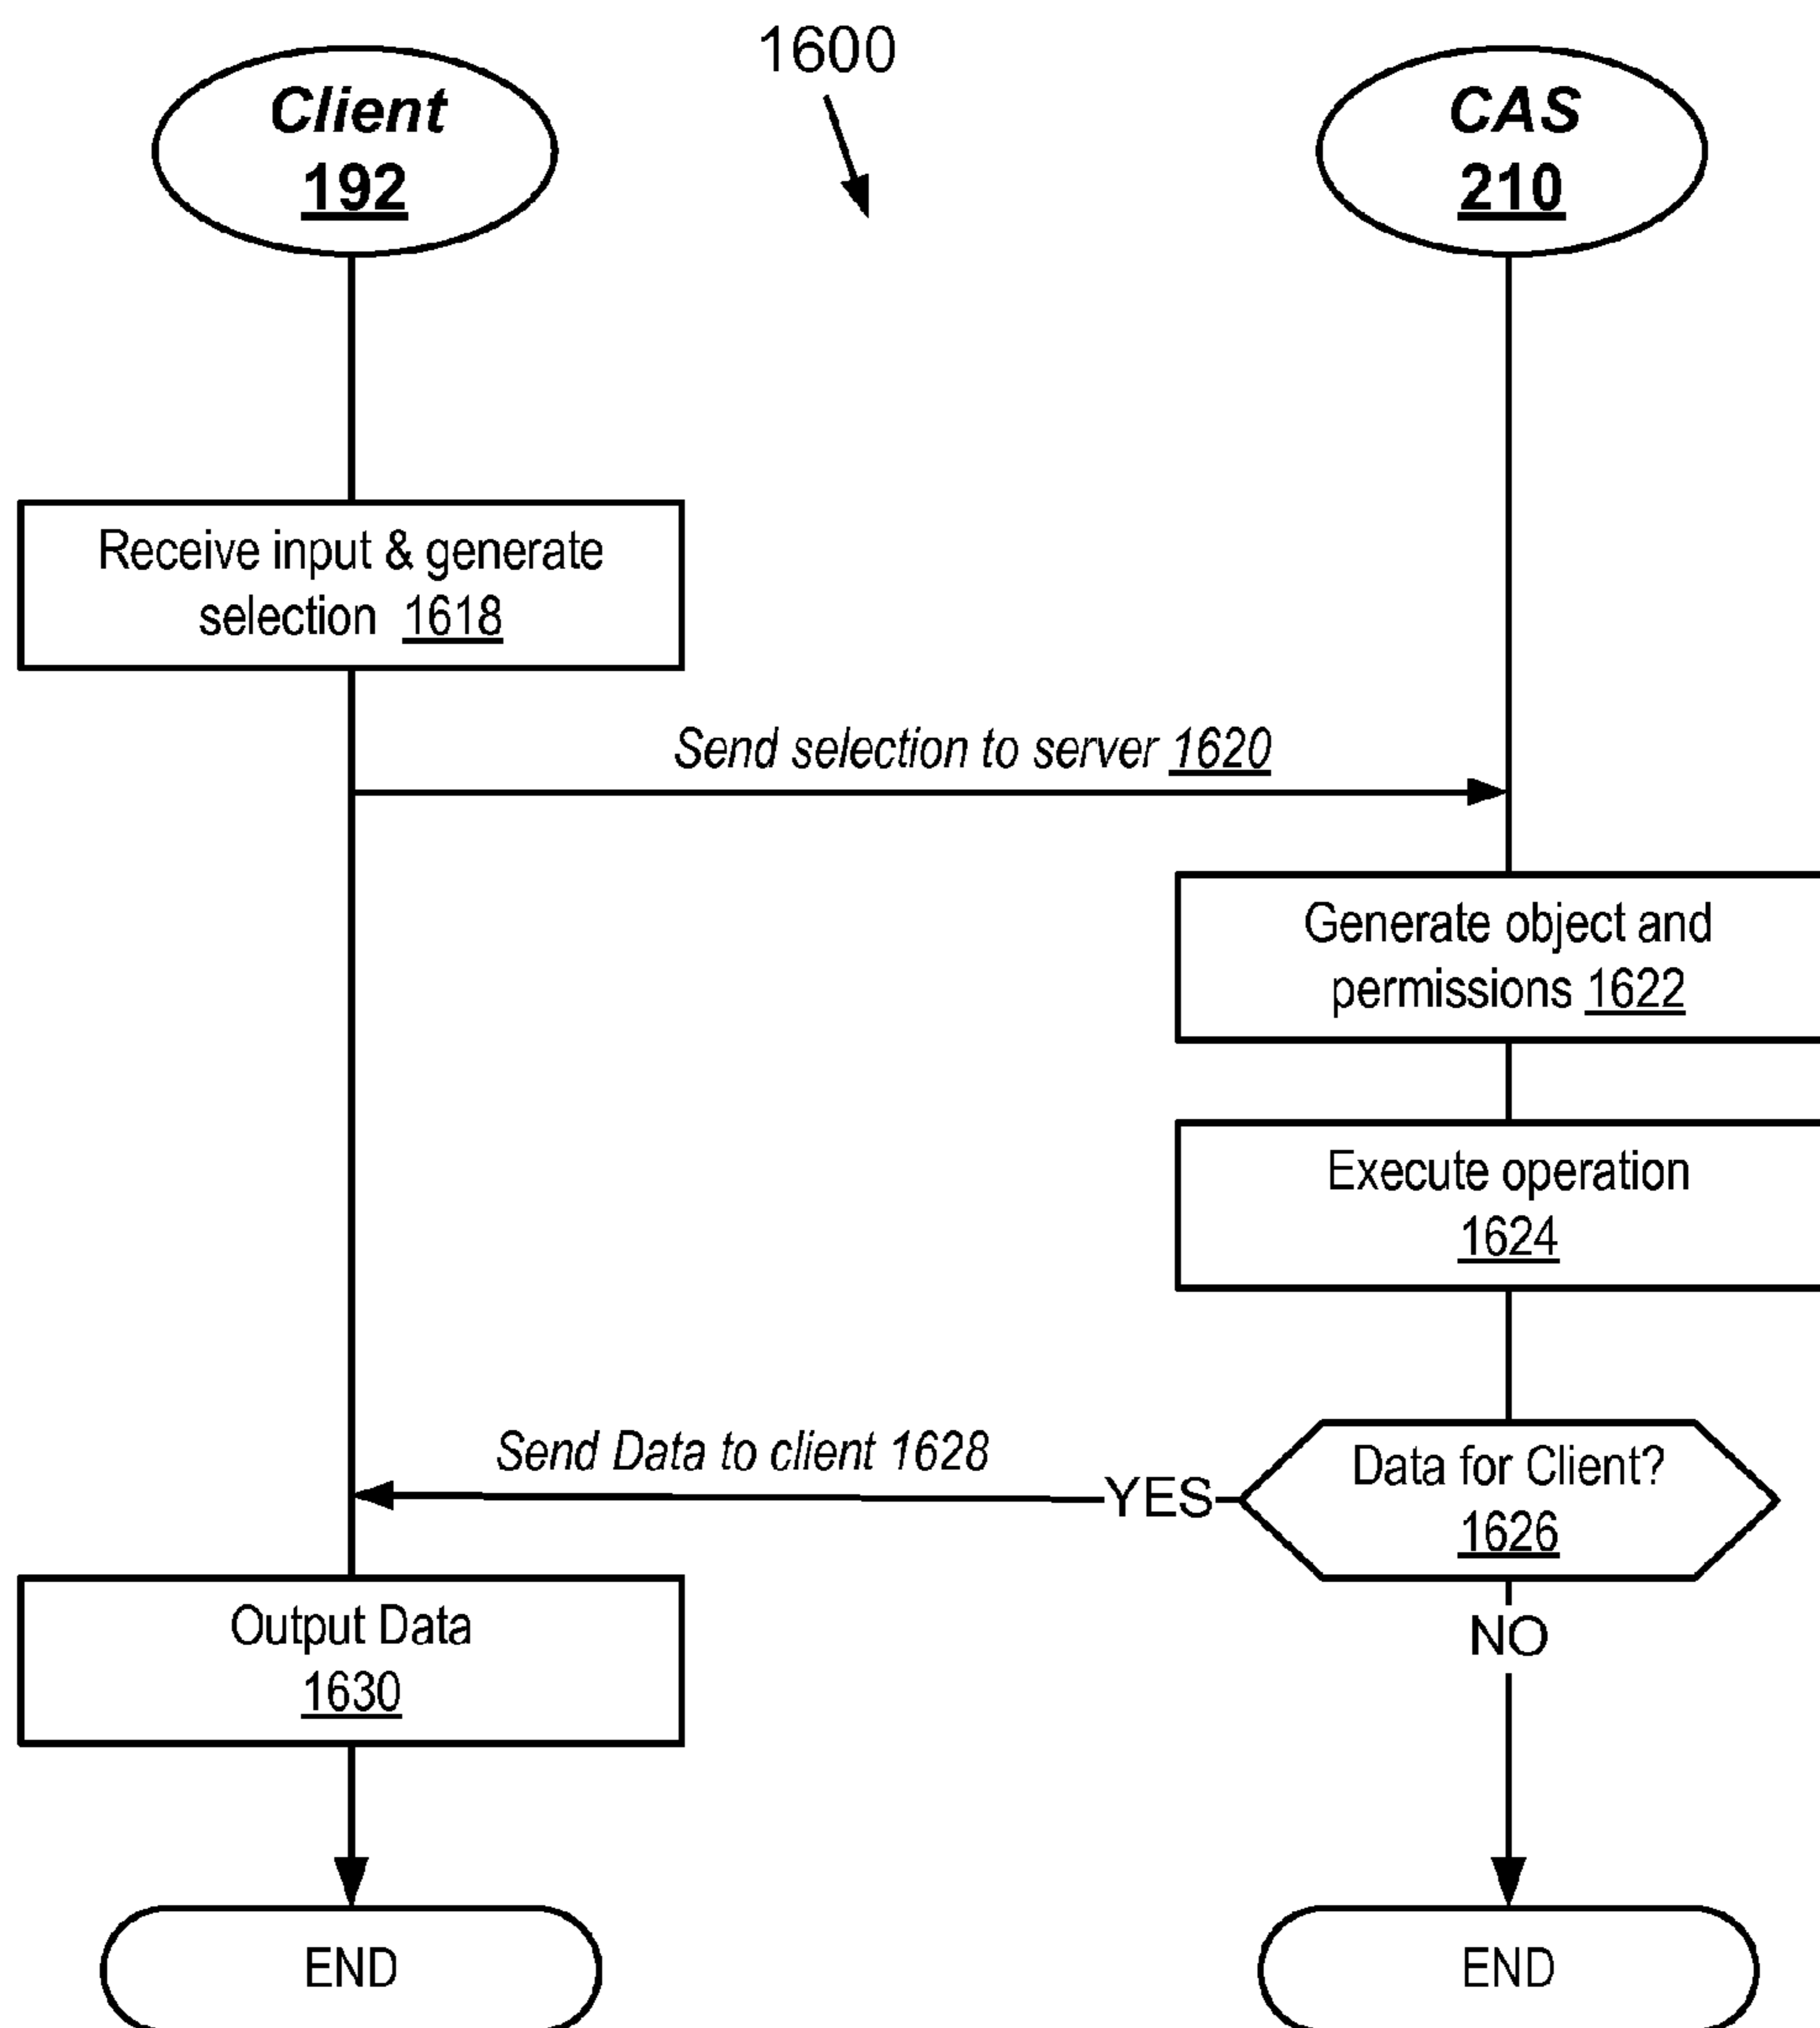 1600
Client
192
CAS
210
Receive input & generate
selection 1618
Send selection to server 1620
Generate object and
permissions 1622
Execute operation
1624
Send Data to client 1628
YES
Data for Client?
1626
NO
Output Data
1630
END
END